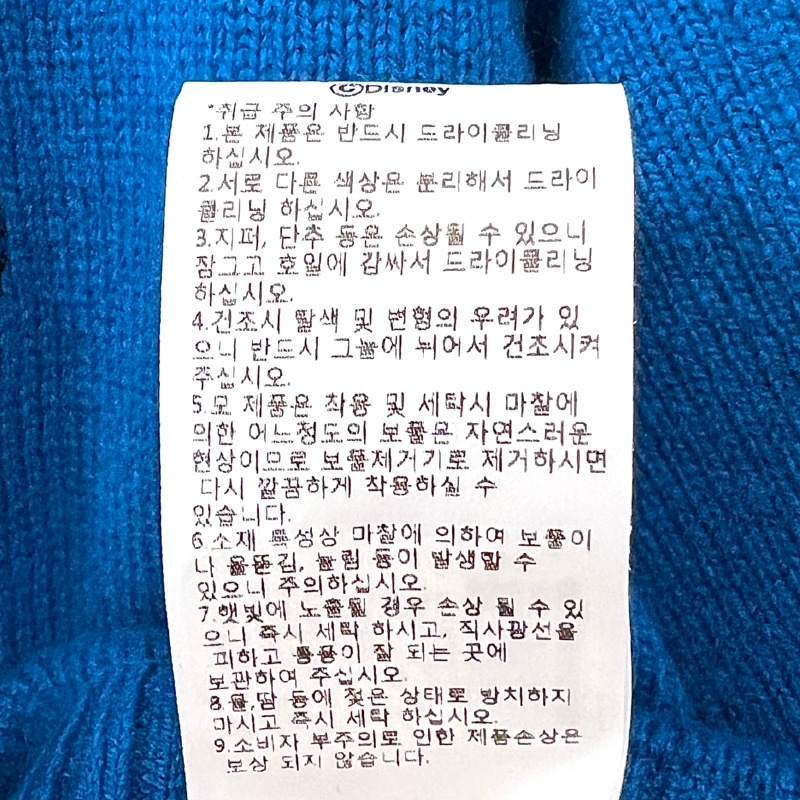 ©Disney
*취급 주의 사항
1.본 제품은 반드시 드라이클리닝
하십시오.
2.서로 다른 색상은 분리해서 드라이
클리닝 하십시오.
3.지퍼, 단추 등은 손상될 수 있으니
잠그고 호일에 감싸서 드라이클리닝
하십시오.
4.건조시 탈색 및 변형의 우려가 있
으니 반드시 그늘에 뉘어서 건조시켜
주십시오.
5.모 제품은 착용 및 세탁시 마찰에
의한 어느정도의 보풀은 자연스러운
현상이므로 보풀제거기로 제거하시면
다시 깔끔하게 착용하실 수
있습니다.
6.소재 특성상 마찰에 의하여 보풀이
나 올뜯김, 눌림 등이 발생할 수
있으니 주의하십시오.
7.햇빛에 노출될 경우 손상 될 수 있
으니 즉시 세탁 하시고, 직사광선을
피하고 통풍이 잘 되는 곳에
보관하여 주십시오.
8.물,땀 등에 젖은 상태로 방치하지
마시고 즉시 세탁 하십시오.
9.소비자 부주의로 인한 제품손상은
보상 되지 않습니다.